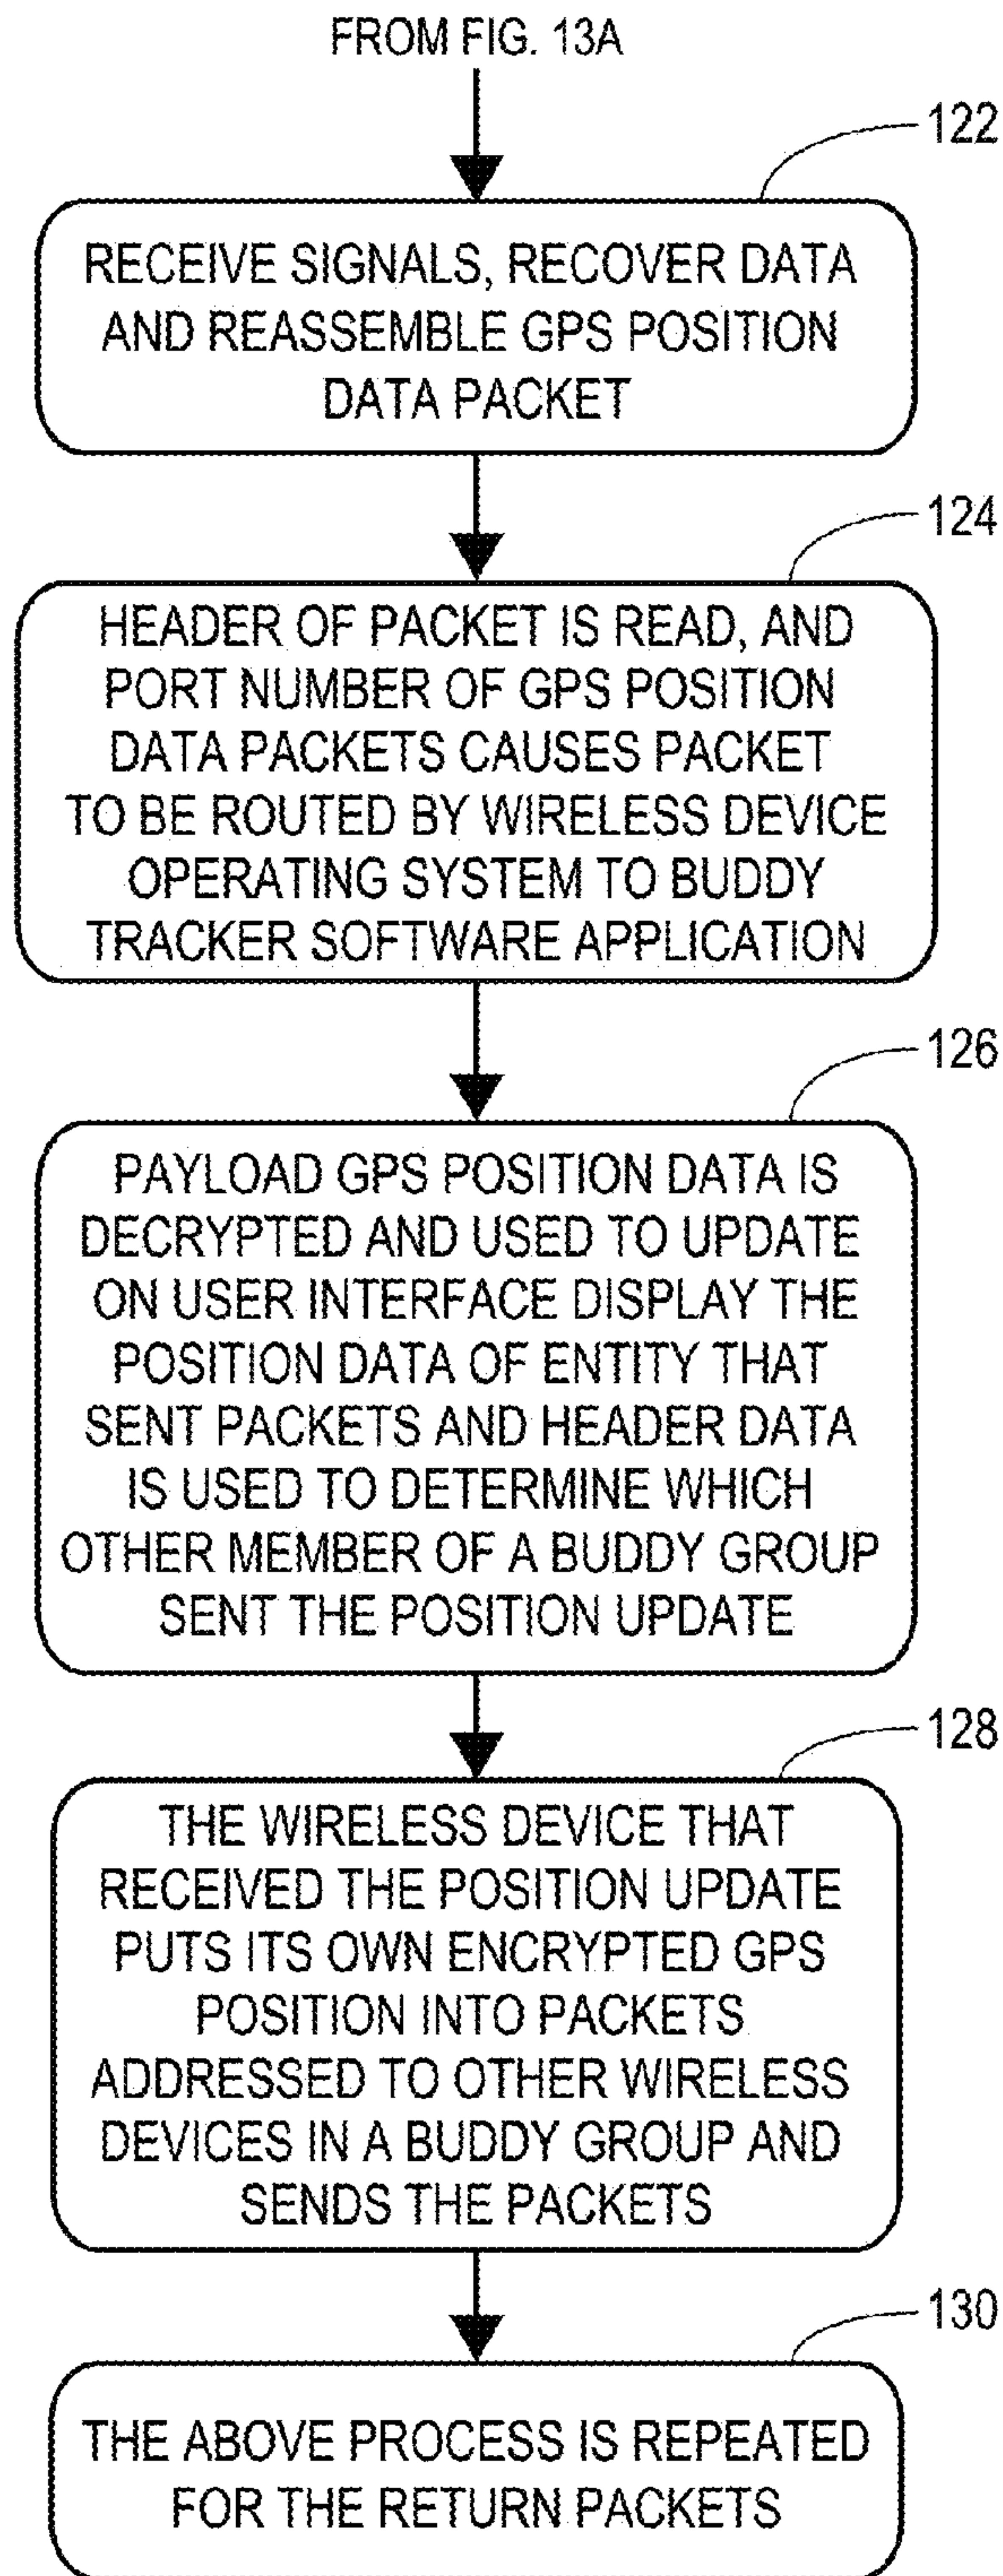 FROM FIG. 13A
122
RECEIVE SIGNALS, RECOVER DATA
AND REASSEMBLE GPS POSITION
DATA PACKET
124
HEADER OF PACKET IS READ, AND
PORT NUMBER OF GPS POSITION
DATA PACKETS CAUSES PACKET
TO BE ROUTED BY WIRELESS DEVICE
OPERATING SYSTEM TO BUDDY
TRACKER SOFTWARE APPLICATION
126
PAYLOAD GPS POSITION DATA IS
DECRYPTED AND USED TO UPDATE
ON USER INTERFACE DISPLAY THE
POSITION DATA OF ENTITY THAT
SENT PACKETS AND HEADER DATA
IS USED TO DETERMINE WHICH
OTHER MEMBER OF A BUDDY GROUP
SENT THE POSITION UPDATE
128
THE WIRELESS DEVICE THAT
RECEIVED THE POSITION UPDATE
PUTS ITS OWN ENCRYPTED GPS
POSITION INTO PACKETS
ADDRESSED TO OTHER WIRELESS
DEVICES IN A BUDDY GROUP AND
SENDS THE PACKETS
130
THE ABOVE PROCESS IS REPEATED
FOR THE RETURN PACKETS